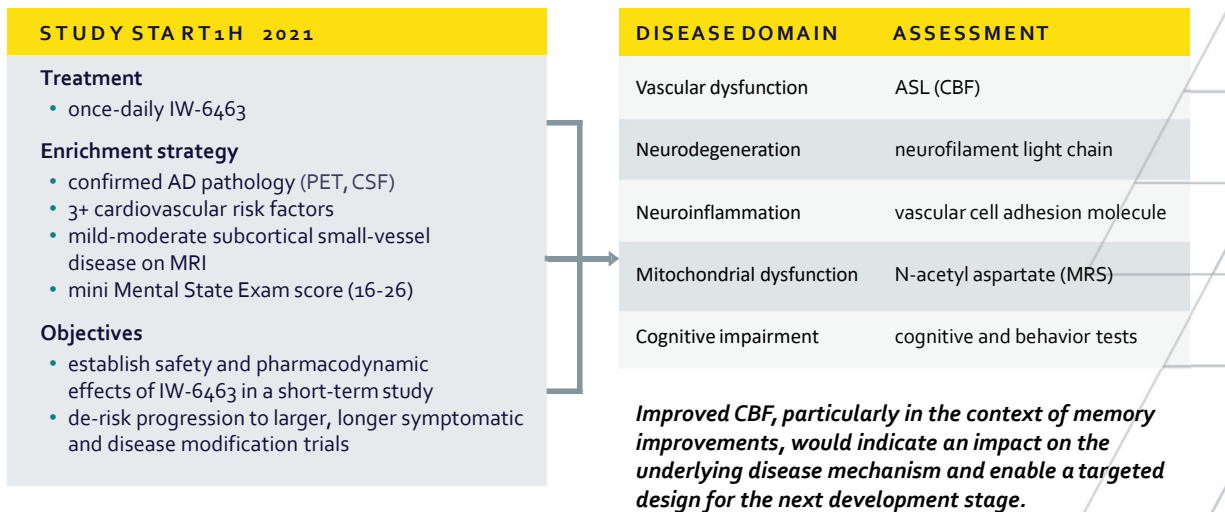 STUDY START1H 2021
Treatment
• once-daily IW-6463
Enrichment strategy
• confirmed AD pathology (PET, CSF)
• 3+ cardiovascular risk factors
• mild-moderate subcortical small-vessel
disease on MRI
• mini Mental State Exam score (16-26)
Objectives
• establish safety and pharmacodynamic
effects of IW-6463 in a short-term study
• de-risk progression to larger, longer symptomatic
and disease modification trials
DISEASE DOMAIN ASSESSMENT
Vascular dysfunction ASL (CBF)
Neurodegeneration neurofilament light chain
Neuroinflammation vascular cell adhesion molecule
Mitochondrial dysfunction N-acetyl aspartate (MRS)
Cognitive impairment cognitive and behavior tests
Improved CBF, particularly in the context of memory
improvements, would indicate an impact on the
underlying disease mechanism and enable a targeted
design for the next development stage.